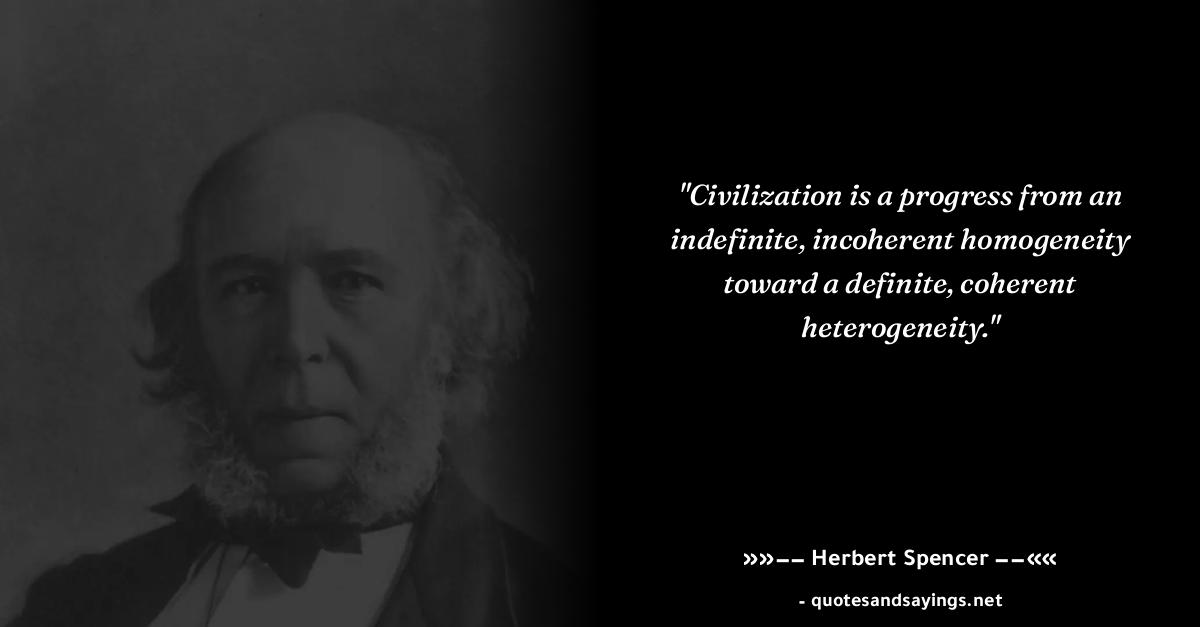 "Civilization is a progress from an
indefinite, incoherent homogeneity
toward a definite, coherent
heterogeneity."
»»−− Herbert Spencer −−««
- quotesandsayings.net